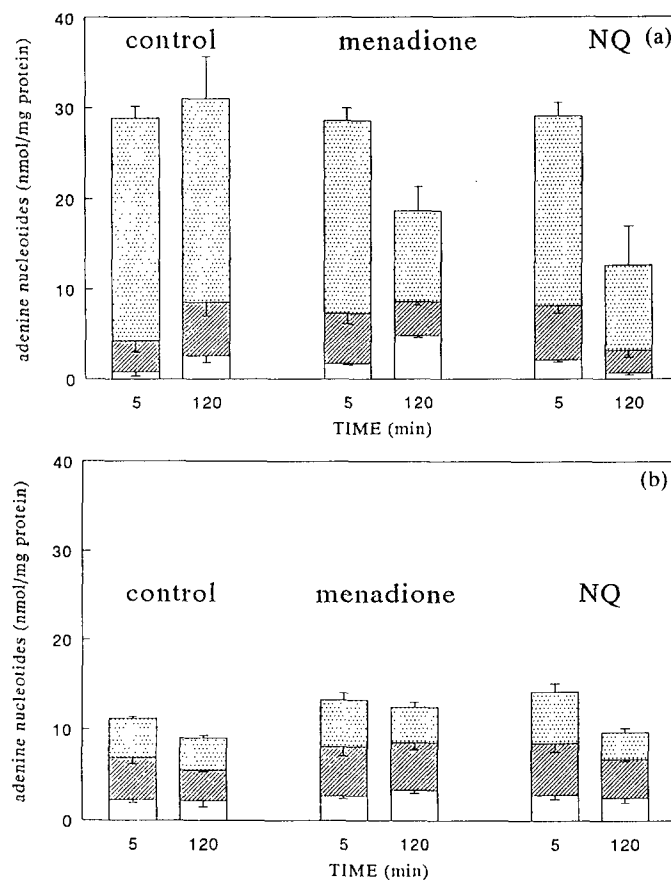 (a)
control menadione NQ
adenine nucleotides (nmol/mg protein)
40
30
20
10
0
5 120 5 120 5 120
TIME (min)
(b)
control menadione NQ
adenine nucleotides (nmol/mg protein)
40
30
20
10
0
5 120 5 120 5 120
TIME (min)